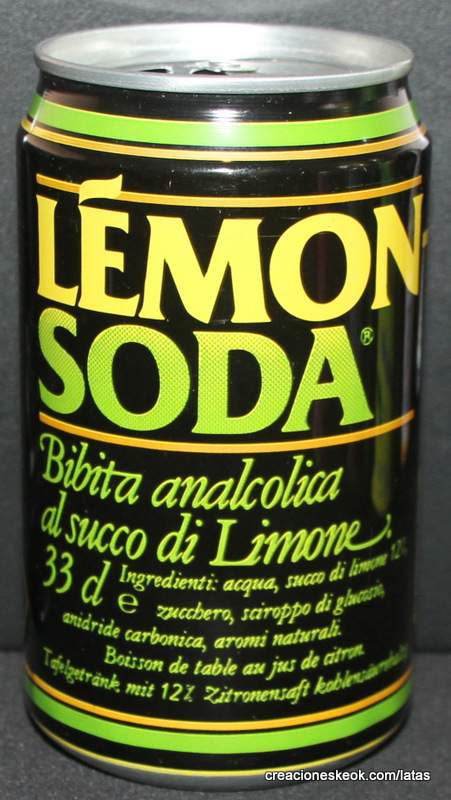 LEMON-
SODA®
Bibita analcolica
al succo di Limone.
33 cl e Ingredienti: acqua, succo di limone 12%,
zucchero, sciroppo di glucosio,
anidride carbonica, aromi naturali.
Boisson de table au jus de citron.
Tafelgetränk mit 12% Zitronensaft
creacioneskeok.com/latas